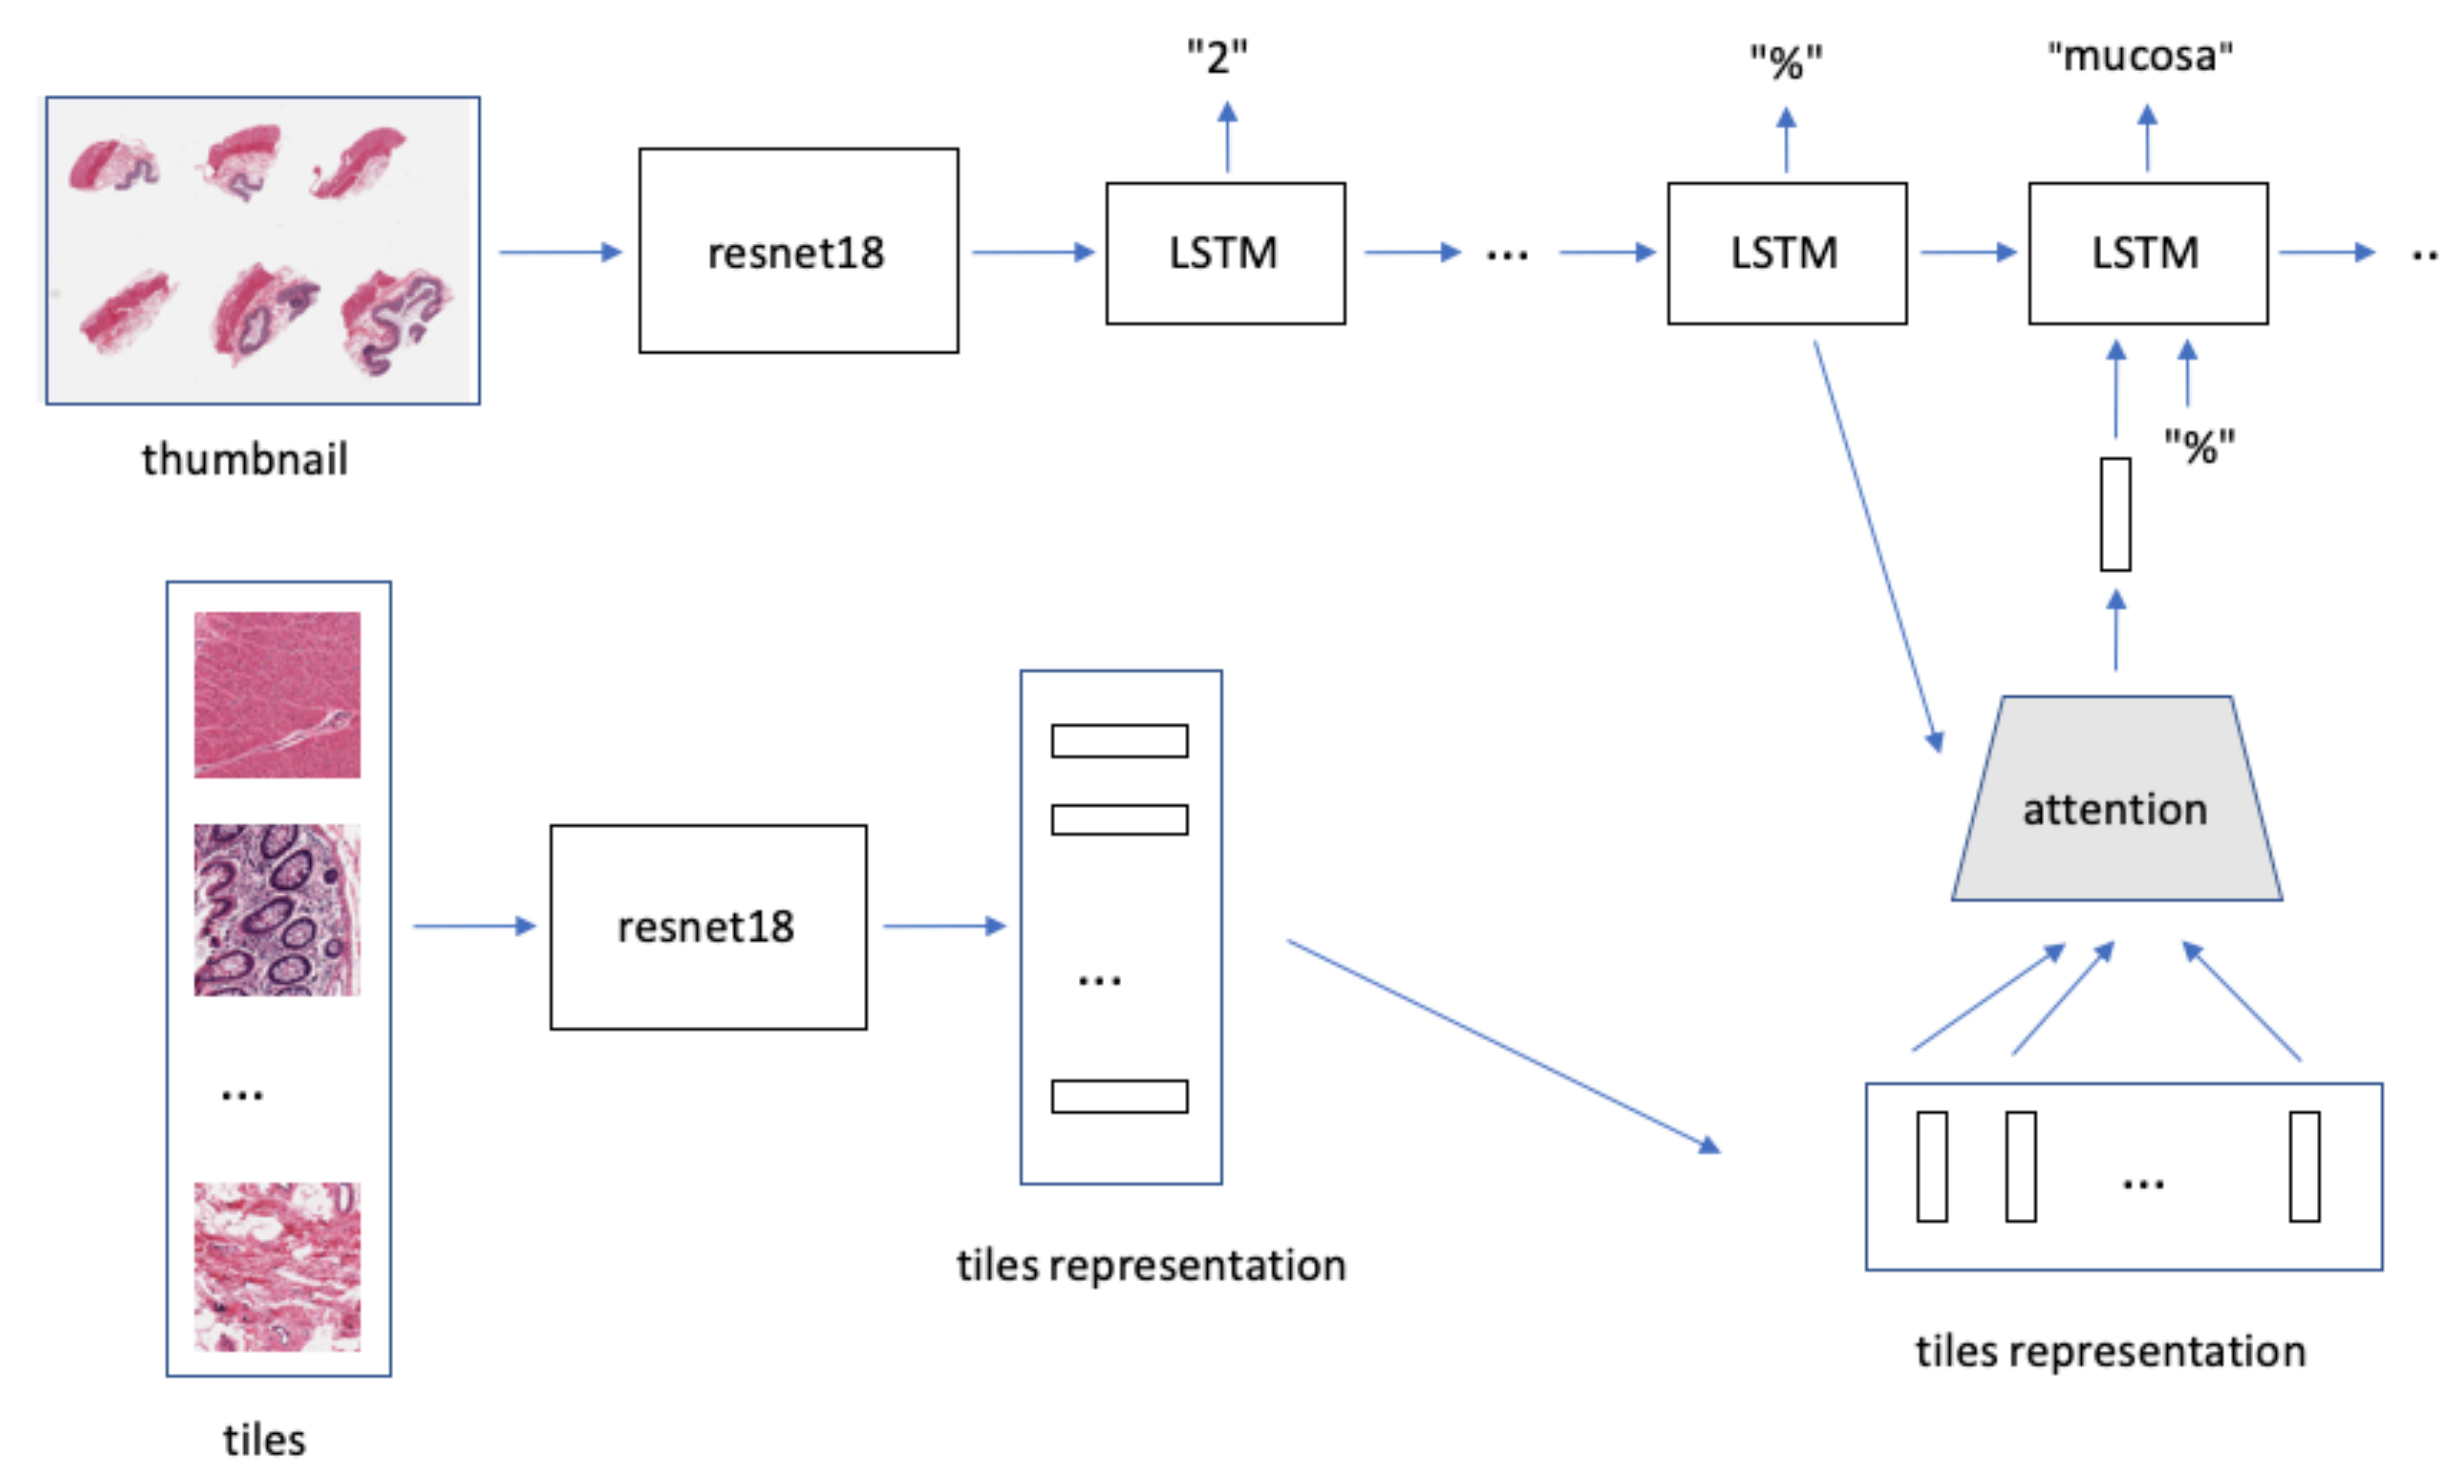 "2"
"%"
"mucosa"
resnet18
LSTM
...
LSTM
LSTM
..
thumbnail
"%"
attention
resnet18
...
...
...
tiles representation
tiles representation
tiles